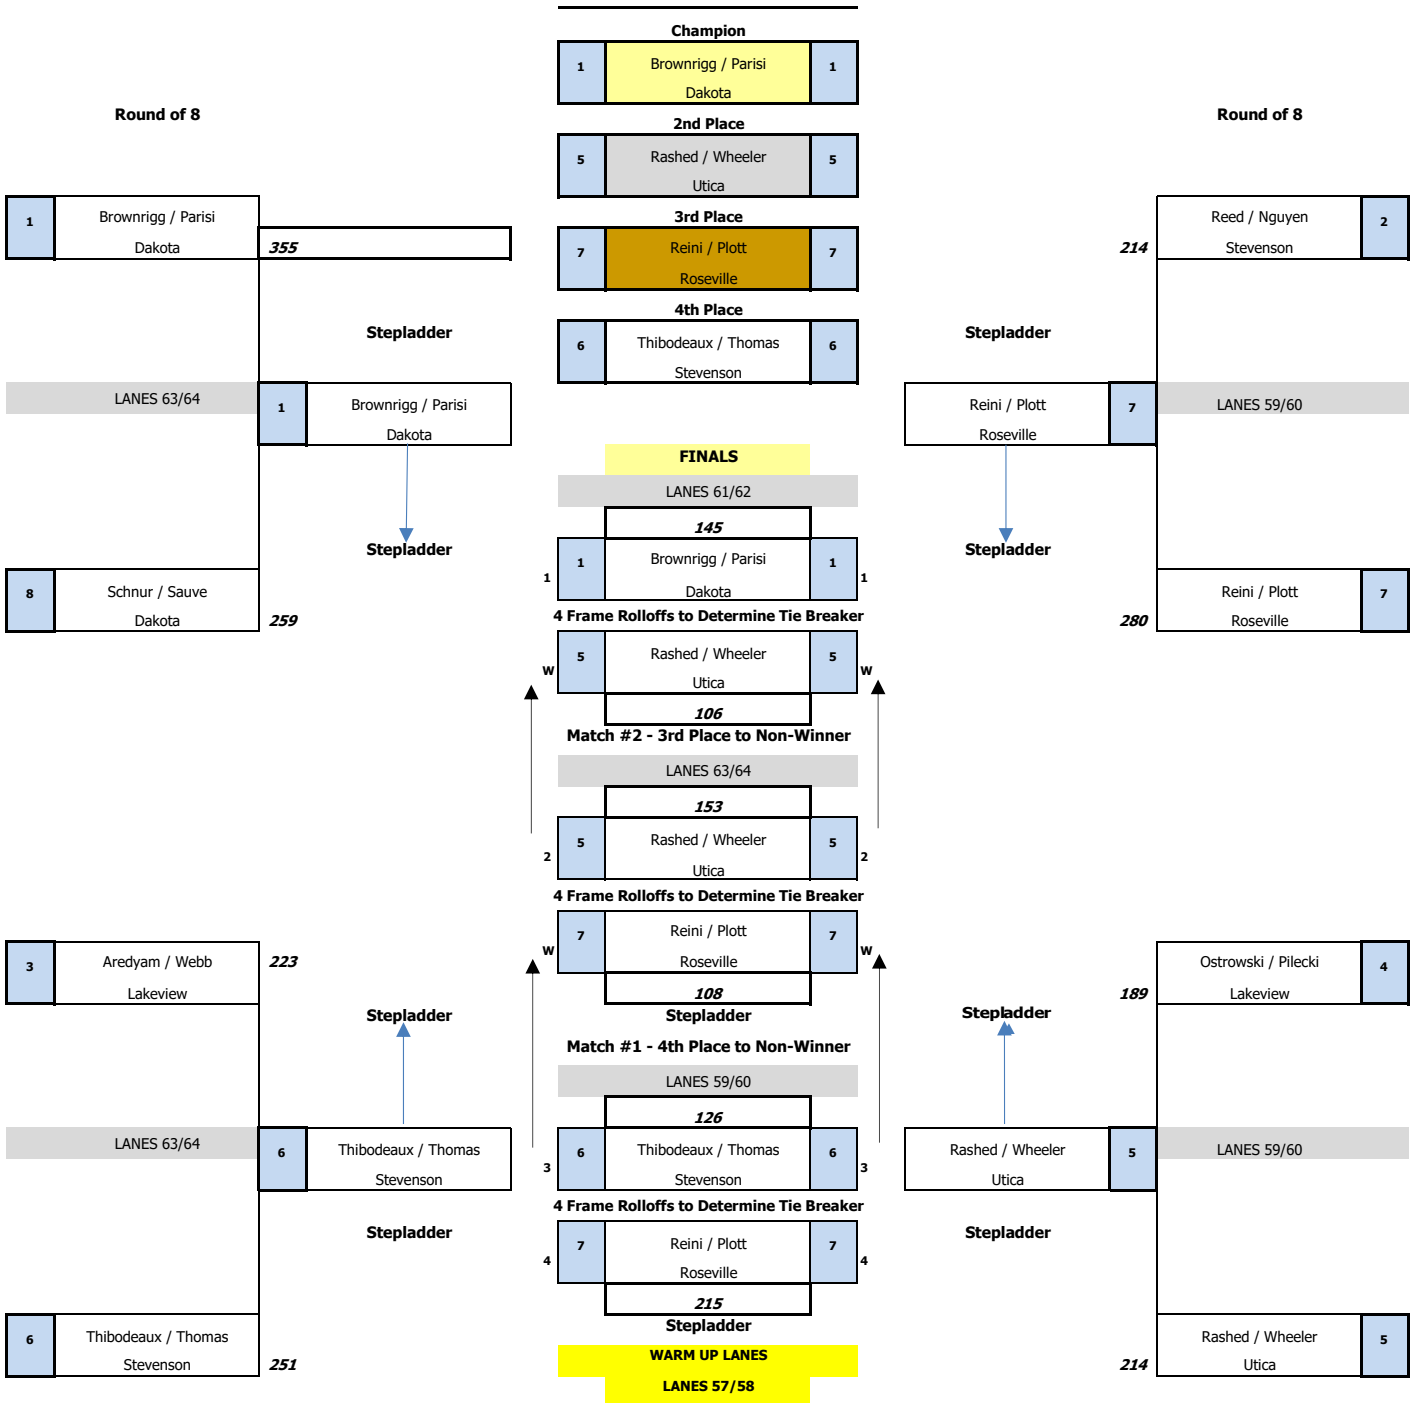 Champion
1 Brownrigg / Parisi 1
Dakota
Round of 8
Round of 8
2nd Place
5 Rashed / Wheeler 5
Utica
3rd Place
7 Reini / Plott 7
Roseville
4th Place
6 Thibodeaux / Thomas 6
Stevenson
1 Brownrigg / Parisi
Dakota 355
Stepladder
LANES 63/64
1 Brownrigg / Parisi
Dakota
Stepladder
8 Schnur / Sauve
Dakota 259
Reed / Nguyen 2
214 Stevenson
Stepladder
Reini / Plott 7
Roseville
LANES 59/60
Stepladder
Reini / Plott 7
280 Roseville
FINALS
LANES 61/62
145
1 1 Brownrigg / Parisi 1 1
Dakota
4 Frame Rolloffs to Determine Tie Breaker
W 5 Rashed / Wheeler 5 W
Utica
106
Match #2 - 3rd Place to Non-Winner
LANES 63/64
153
2 5 Rashed / Wheeler 5 2
Utica
4 Frame Rolloffs to Determine Tie Breaker
W 7 Reini / Plott 7 W
Roseville
108
Stepladder
Match #1 - 4th Place to Non-Winner
LANES 59/60
126
3 6 Thibodeaux / Thomas 6 3
Stevenson
4 Frame Rolloffs to Determine Tie Breaker
4 7 Reini / Plott 7 4
Roseville
215
Stepladder
WARM UP LANES
LANES 57/58
3 Aredyam / Webb 223
Lakeview
Stepladder
LANES 63/64
6 Thibodeaux / Thomas
Stevenson
Stepladder
6 Thibodeaux / Thomas
Stevenson 251
Ostrowski / Pilecki 4
189 Lakeview
Stepladder
Rashed / Wheeler 5
Utica
LANES 59/60
Stepladder
Rashed / Wheeler 5
214 Utica